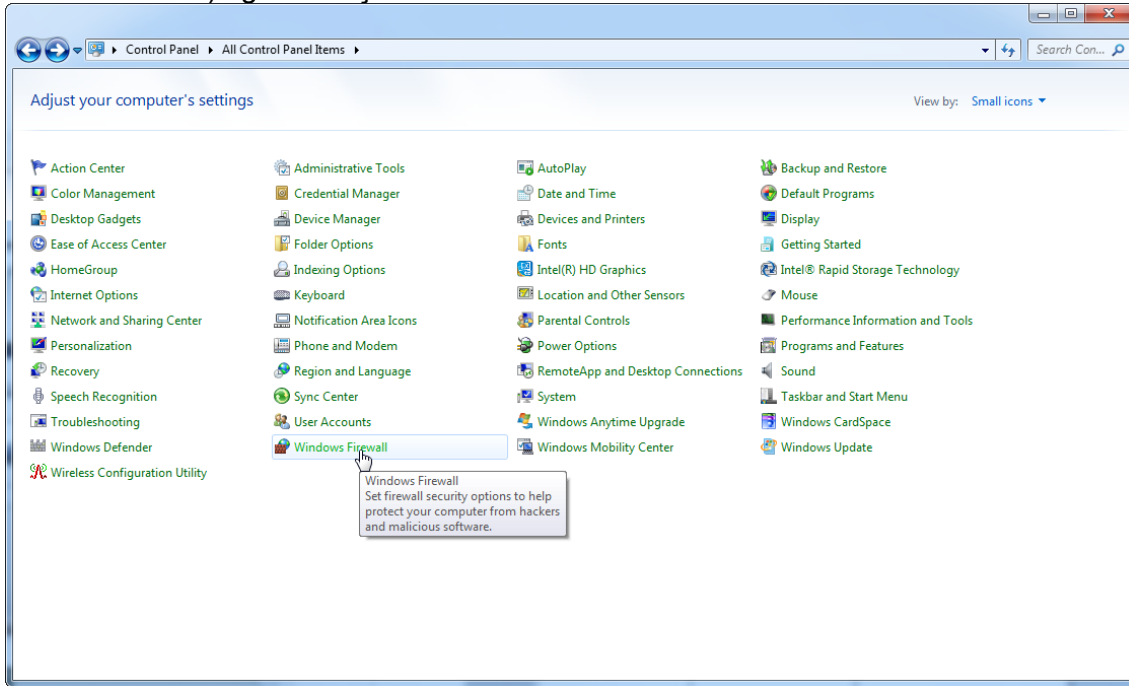 Control Panel ▸ All Control Panel Items ▸
Search Con...
Adjust your computer's settings
View by: Small icons
Action Center
Administrative Tools
AutoPlay
Backup and Restore
Color Management
Credential Manager
Date and Time
Default Programs
Desktop Gadgets
Device Manager
Devices and Printers
Display
Ease of Access Center
Folder Options
Fonts
Getting Started
HomeGroup
Indexing Options
Intel(R) HD Graphics
Intel® Rapid Storage Technology
Internet Options
Keyboard
Location and Other Sensors
Mouse
Network and Sharing Center
Notification Area Icons
Parental Controls
Performance Information and Tools
Personalization
Phone and Modem
Power Options
Programs and Features
Recovery
Region and Language
RemoteApp and Desktop Connections
Sound
Speech Recognition
Sync Center
System
Taskbar and Start Menu
Troubleshooting
User Accounts
Windows Anytime Upgrade
Windows CardSpace
Windows Defender
Windows Firewall
Windows Mobility Center
Windows Update
Wireless Configuration Utility
Windows Firewall
Set firewall security options to help
protect your computer from hackers
and malicious software.